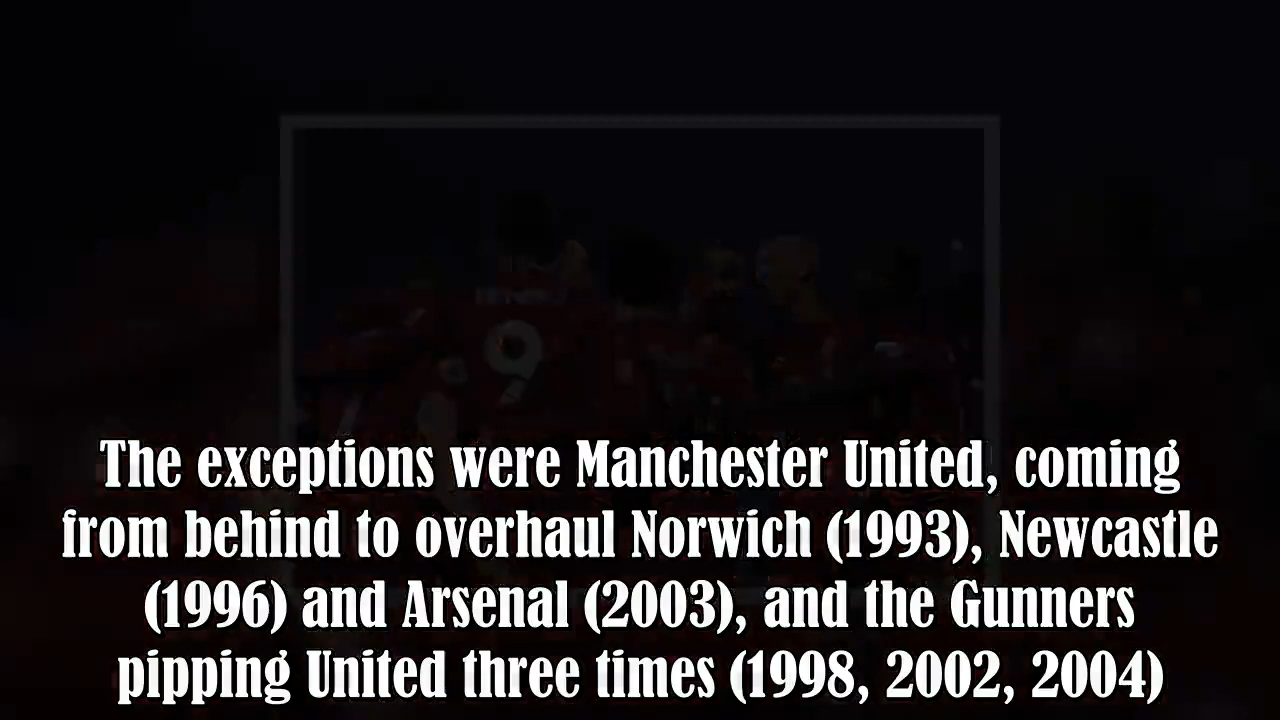 9
The exceptions were Manchester United, coming
from behind to overhaul Norwich (1993), Newcastle
(1996) and Arsenal (2003), and the Gunners
pipping United three times (1998, 2002, 2004)